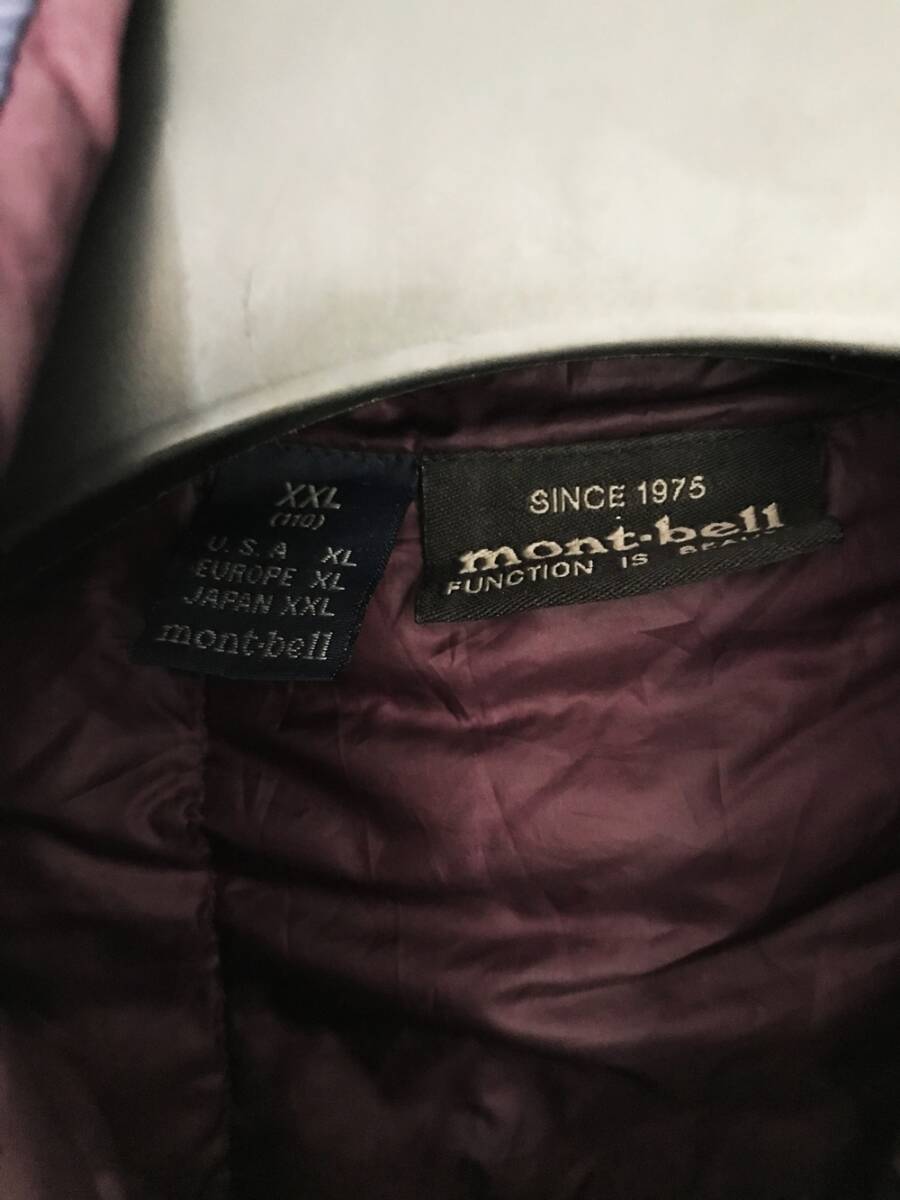 XXL
(110)
U.S.A XL
EUROPE XL
JAPAN XXL
mont-bell
SINCE 1975
mont-bell
FUNCTION IS